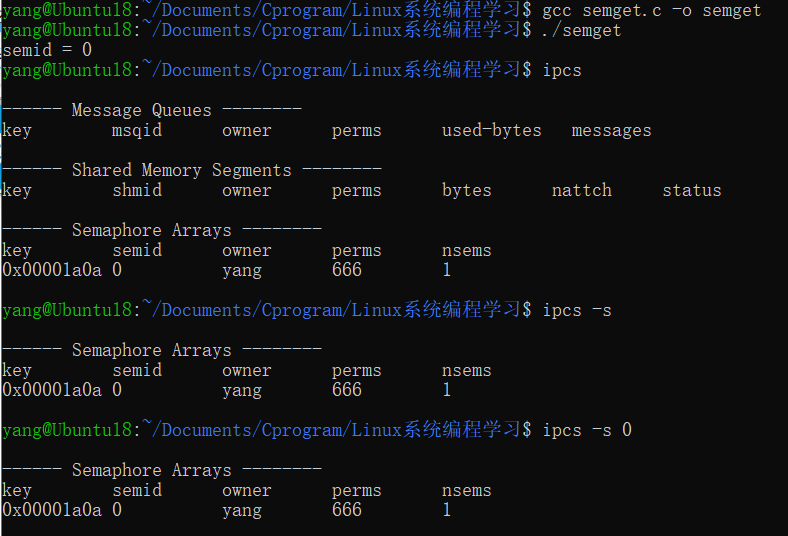 yang@Ubuntu18:~/Documents/Cprogram/Linux系统编程学习$ gcc semget.c -o semget
yang@Ubuntu18:~/Documents/Cprogram/Linux系统编程学习$ ./semget
semid = 0
yang@Ubuntu18:~/Documents/Cprogram/Linux系统编程学习$ ipcs
------ Message Queues --------
key msqid owner perms used-bytes messages
------ Shared Memory Segments --------
key shmid owner perms bytes nattch status
------ Semaphore Arrays --------
key semid owner perms nsems
0x00001a0a 0 yang 666 1
yang@Ubuntu18:~/Documents/Cprogram/Linux系统编程学习$ ipcs -s
------ Semaphore Arrays --------
key semid owner perms nsems
0x00001a0a 0 yang 666 1
yang@Ubuntu18:~/Documents/Cprogram/Linux系统编程学习$ ipcs -s 0
------ Semaphore Arrays --------
key semid owner perms nsems
0x00001a0a 0 yang 666 1